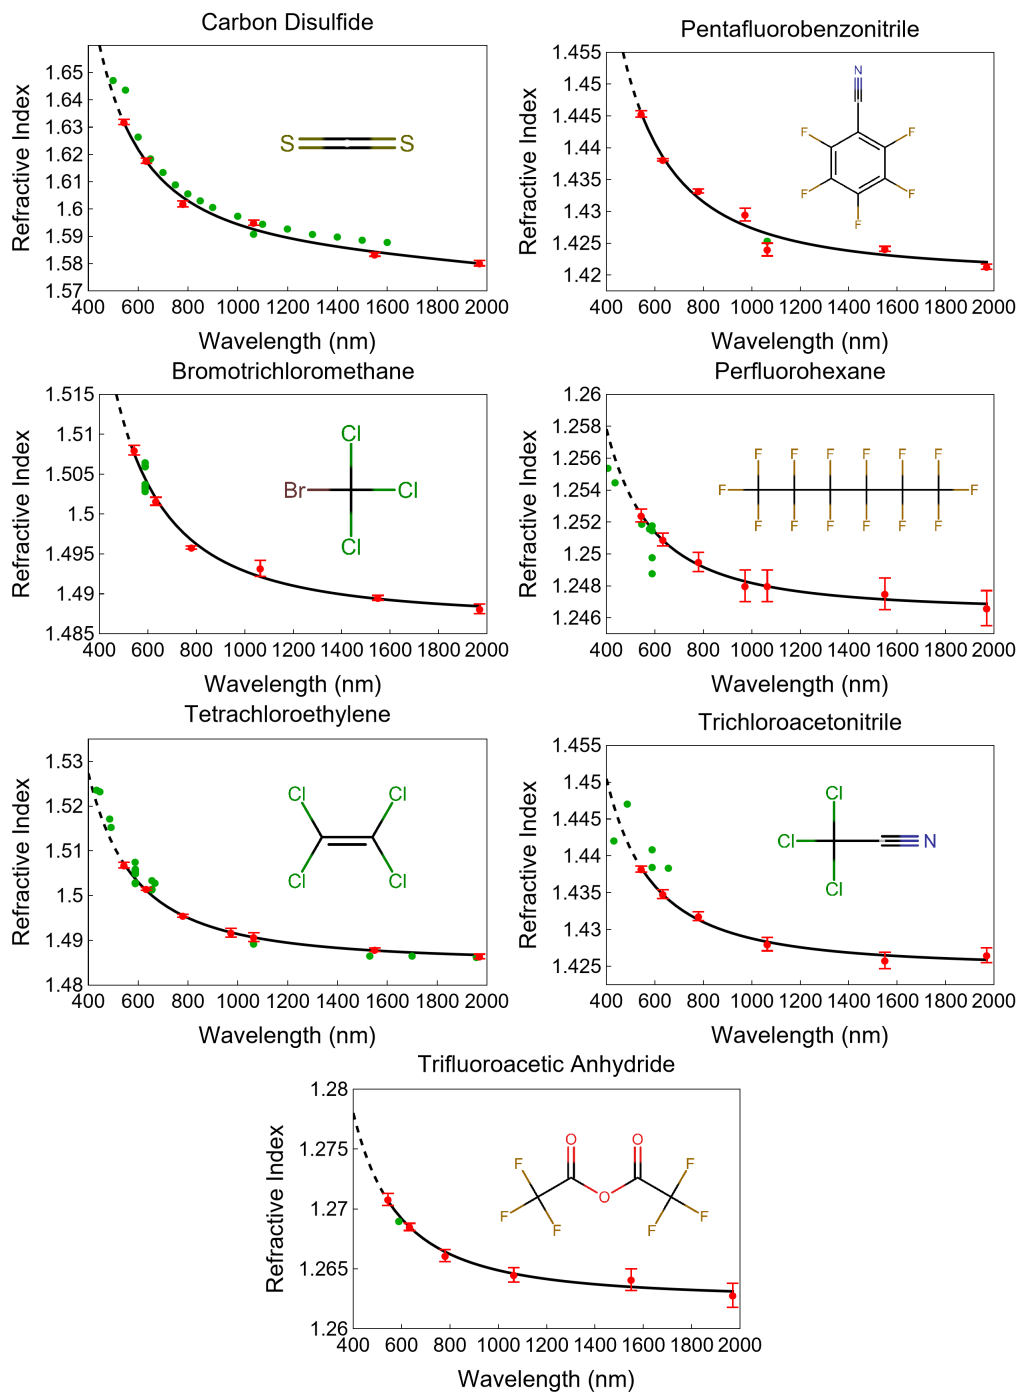 Carbon Disulfide
Refractive Index
1.65
1.64
1.63
1.62
1.61
1.6
1.59
1.58
1.57
S S
400 600 800 1000 1200 1400 1600 1800 2000
Wavelength (nm)
Pentafluorobenzonitrile
Refractive Index
1.455
1.45
1.445
1.44
1.435
1.43
1.425
1.42
N
F F
F F
F
400 600 800 1000 1200 1400 1600 1800 2000
Wavelength (nm)
Bromotrichloromethane
Refractive Index
1.515
1.51
1.505
1.5
1.495
1.49
1.485
Cl
Br Cl
Cl
400 600 800 1000 1200 1400 1600 1800 2000
Wavelength (nm)
Perfluorohexane
Refractive Index
1.26
1.256
1.254
1.252
1.25
1.248
1.246
F F F F F F
F F
F F F F F F
400 600 800 1000 1200 1400 1600 1800 2000
Wavelength (nm)
Tetrachloroethylene
Refractive Index
1.53
1.52
1.51
1.5
1.49
1.48
Cl Cl
Cl Cl
400 600 800 1000 1200 1400 1600 1800 2000
Wavelength (nm)
Trichloroacetonitrile
Refractive Index
1.455
1.45
1.445
1.44
1.435
1.43
1.425
Cl
Cl N
Cl
400 600 800 1000 1200 1400 1600 1800 2000
Wavelength (nm)
Trifluoroacetic Anhydride
Refractive Index
1.28
1.275
1.27
1.265
1.26
O O
F F
F O F
F F
400 600 800 1000 1200 1400 1600 1800 2000
Wavelength (nm)